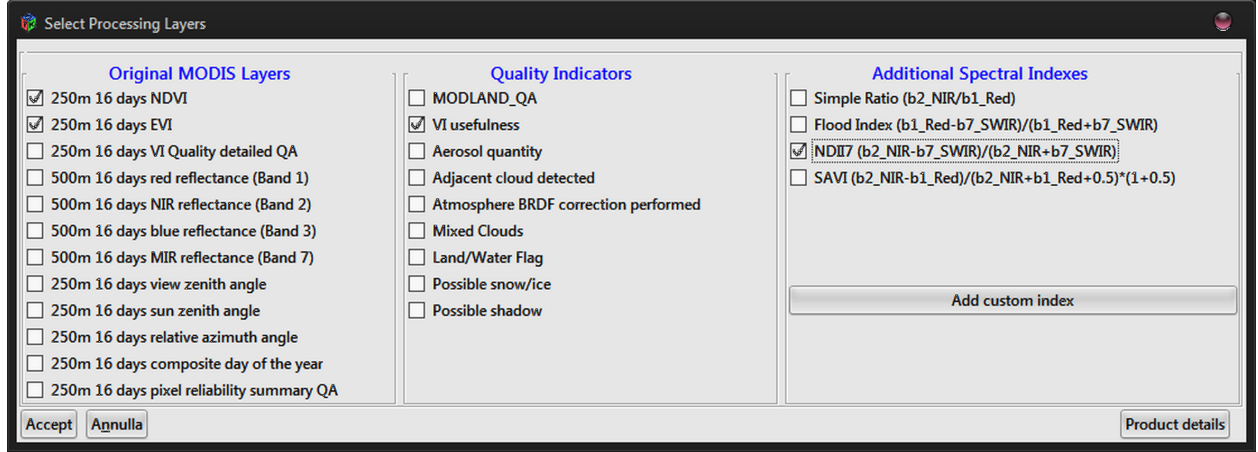 Select Processing Layers
Original MODIS Layers
250m 16 days NDVI
250m 16 days EVI
250m 16 days VI Quality detailed QA
500m 16 days red reflectance (Band 1)
500m 16 days NIR reflectance (Band 2)
500m 16 days blue reflectance (Band 3)
500m 16 days MIR reflectance (Band 7)
250m 16 days view zenith angle
250m 16 days sun zenith angle
250m 16 days relative azimuth angle
250m 16 days composite day of the year
250m 16 days pixel reliability summary QA
Quality Indicators
MODLAND_QA
VI usefulness
Aerosol quantity
Adjacent cloud detected
Atmosphere BRDF correction performed
Mixed Clouds
Land/Water Flag
Possible snow/ice
Possible shadow
Additional Spectral Indexes
Simple Ratio (b2_NIR/b1_Red)
Flood Index (b1_Red-b7_SWIR)/(b1_Red+b7_SWIR)
NDII7 (b2_NIR-b7_SWIR)/(b2_NIR+b7_SWIR)
SAVI (b2_NIR-b1_Red)/(b2_NIR+b1_Red+0.5)*(1+0.5)
Add custom index
Accept
Annulla
Product details